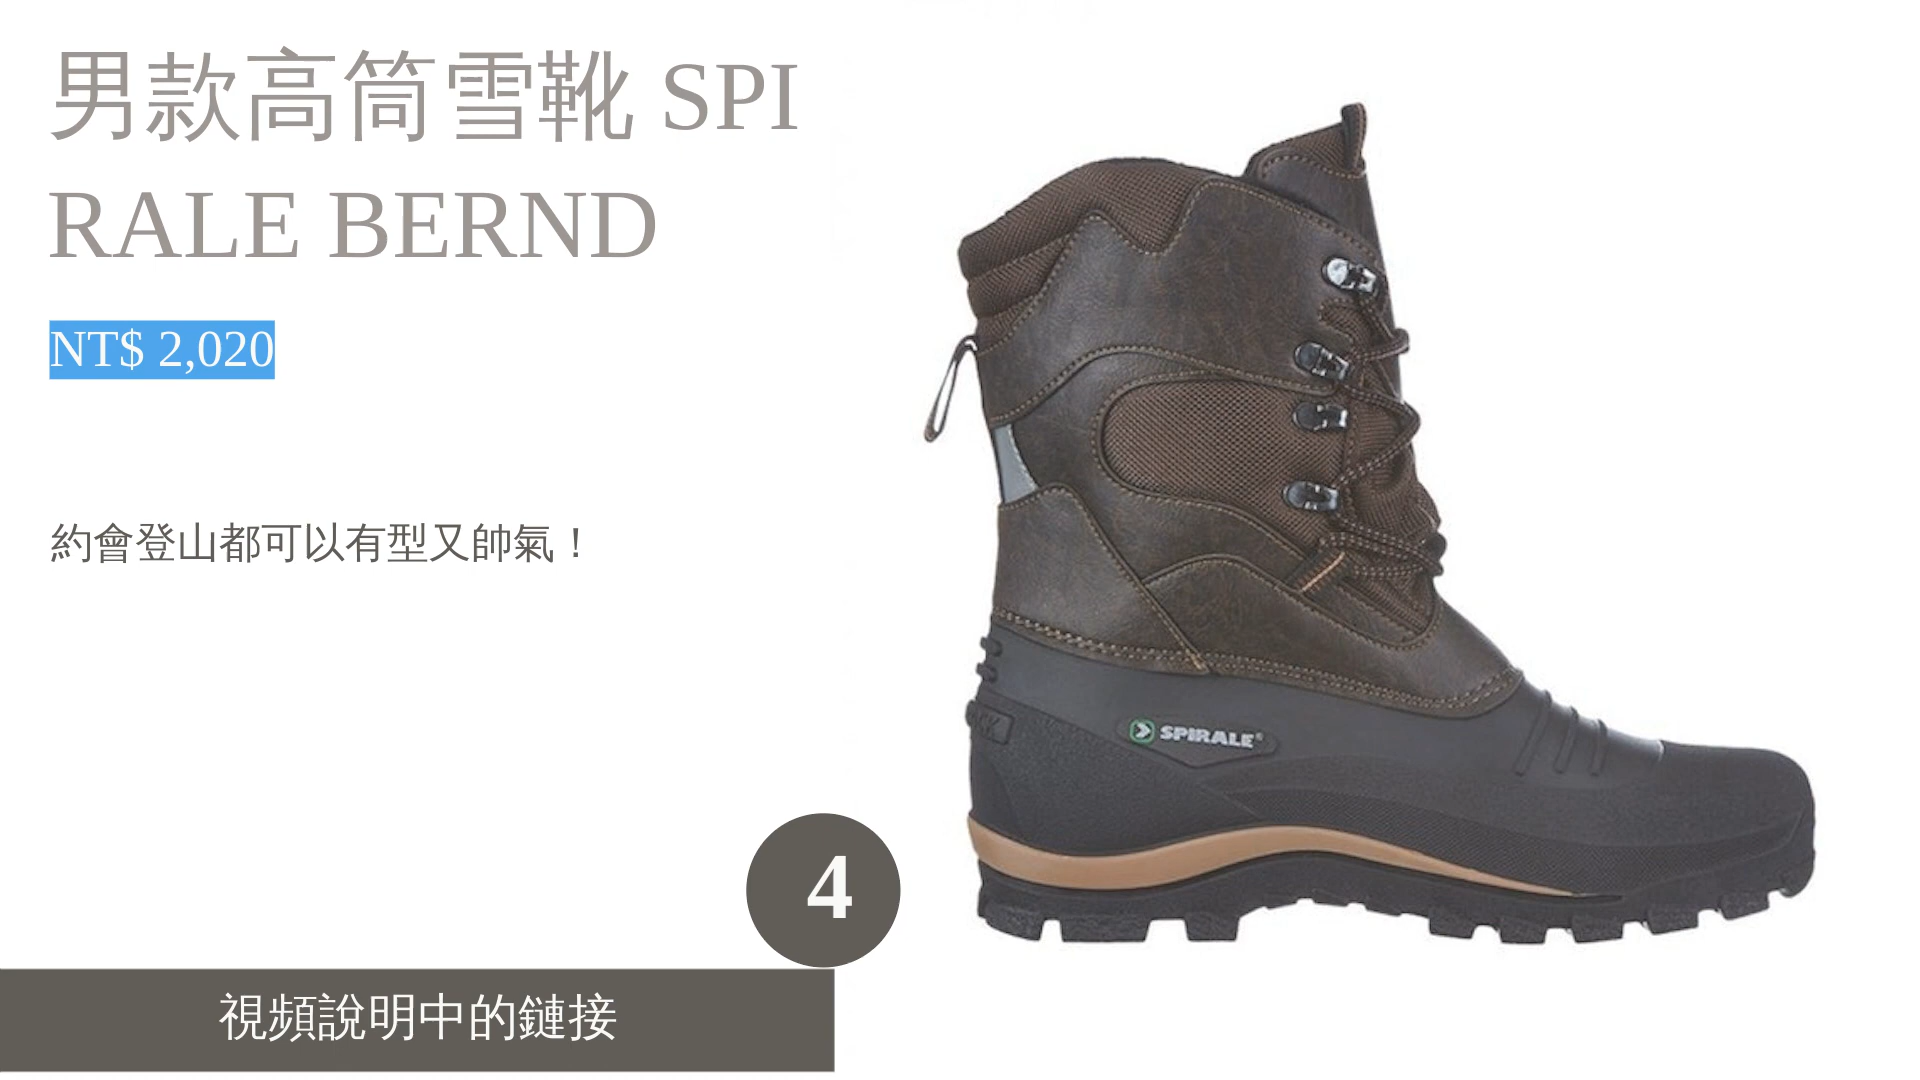 男款高筒雪靴 SPI
RALE BERND
NT$ 2,020
約會登山都可以有型又帥氣！
SPIRALE®
4
視頻說明中的鏈接